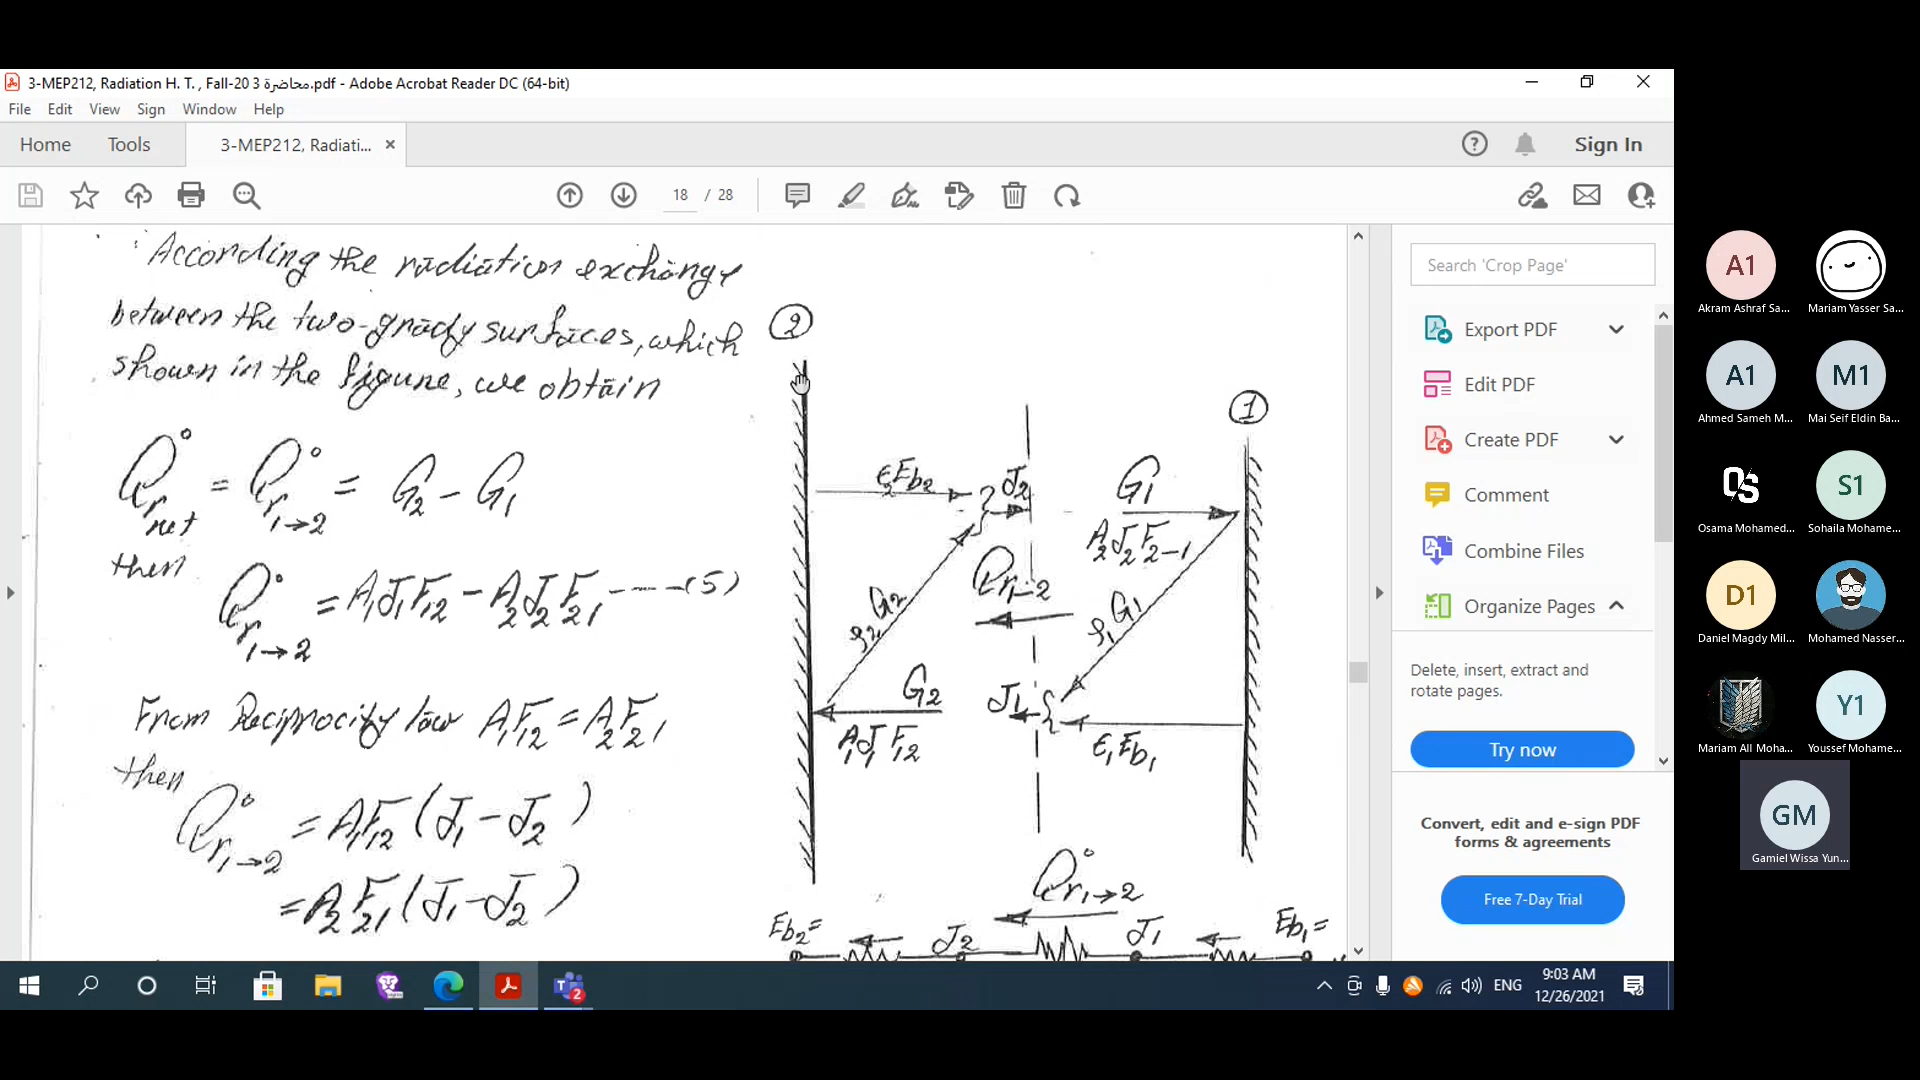 3-MEP212, Radiation H. T. , Fall-20 3 محاضرة.pdf - Adobe Acrobat Reader DC (64-bit)
File Edit View Sign Window Help
Home Tools 3-MEP212, Radiati... ×
Sign In
18 / 28
According the radiation exchange
between the two-grady surfaces, which
shown in the figure, we obtain
Q̇r net = Q̇r 1→2 = G2 - G1
then
Q̇r 1→2 = A1J1F12 - A2J2F21 -----(5)
From Reciprocity low A1F12 = A2F21
then
Q̇r 1→2 = A1F12 (J1 - J2)
= A2F21 (J1 - J2)
2
1
ε2Eb2 J2 G1
A2J2F2-1
Qr1-2
ρ2G2 ρ1G1
G2 J1
A1J1F12 ε1Eb1
Q̇r1→2
Eb2= J2 J1 Eb1=
Search 'Crop Page'
Export PDF
Edit PDF
Create PDF
Comment
Combine Files
Organize Pages
Delete, insert, extract and
rotate pages.
Try now
Convert, edit and e-sign PDF
forms & agreements
Free 7-Day Trial
A1
Akram Ashraf Sa...
Mariam Yasser Sa...
A1 M1
Ahmed Sameh M... Mai Seif Eldin Ba...
OS S1
Osama Mohamed... Sohaila Mohame...
D1
Daniel Magdy Mil... Mohamed Nasser...
Y1
Mariam All Moha... Youssef Mohame...
GM
Gamiel Wissa Yun...
2
ENG
9:03 AM
12/26/2021